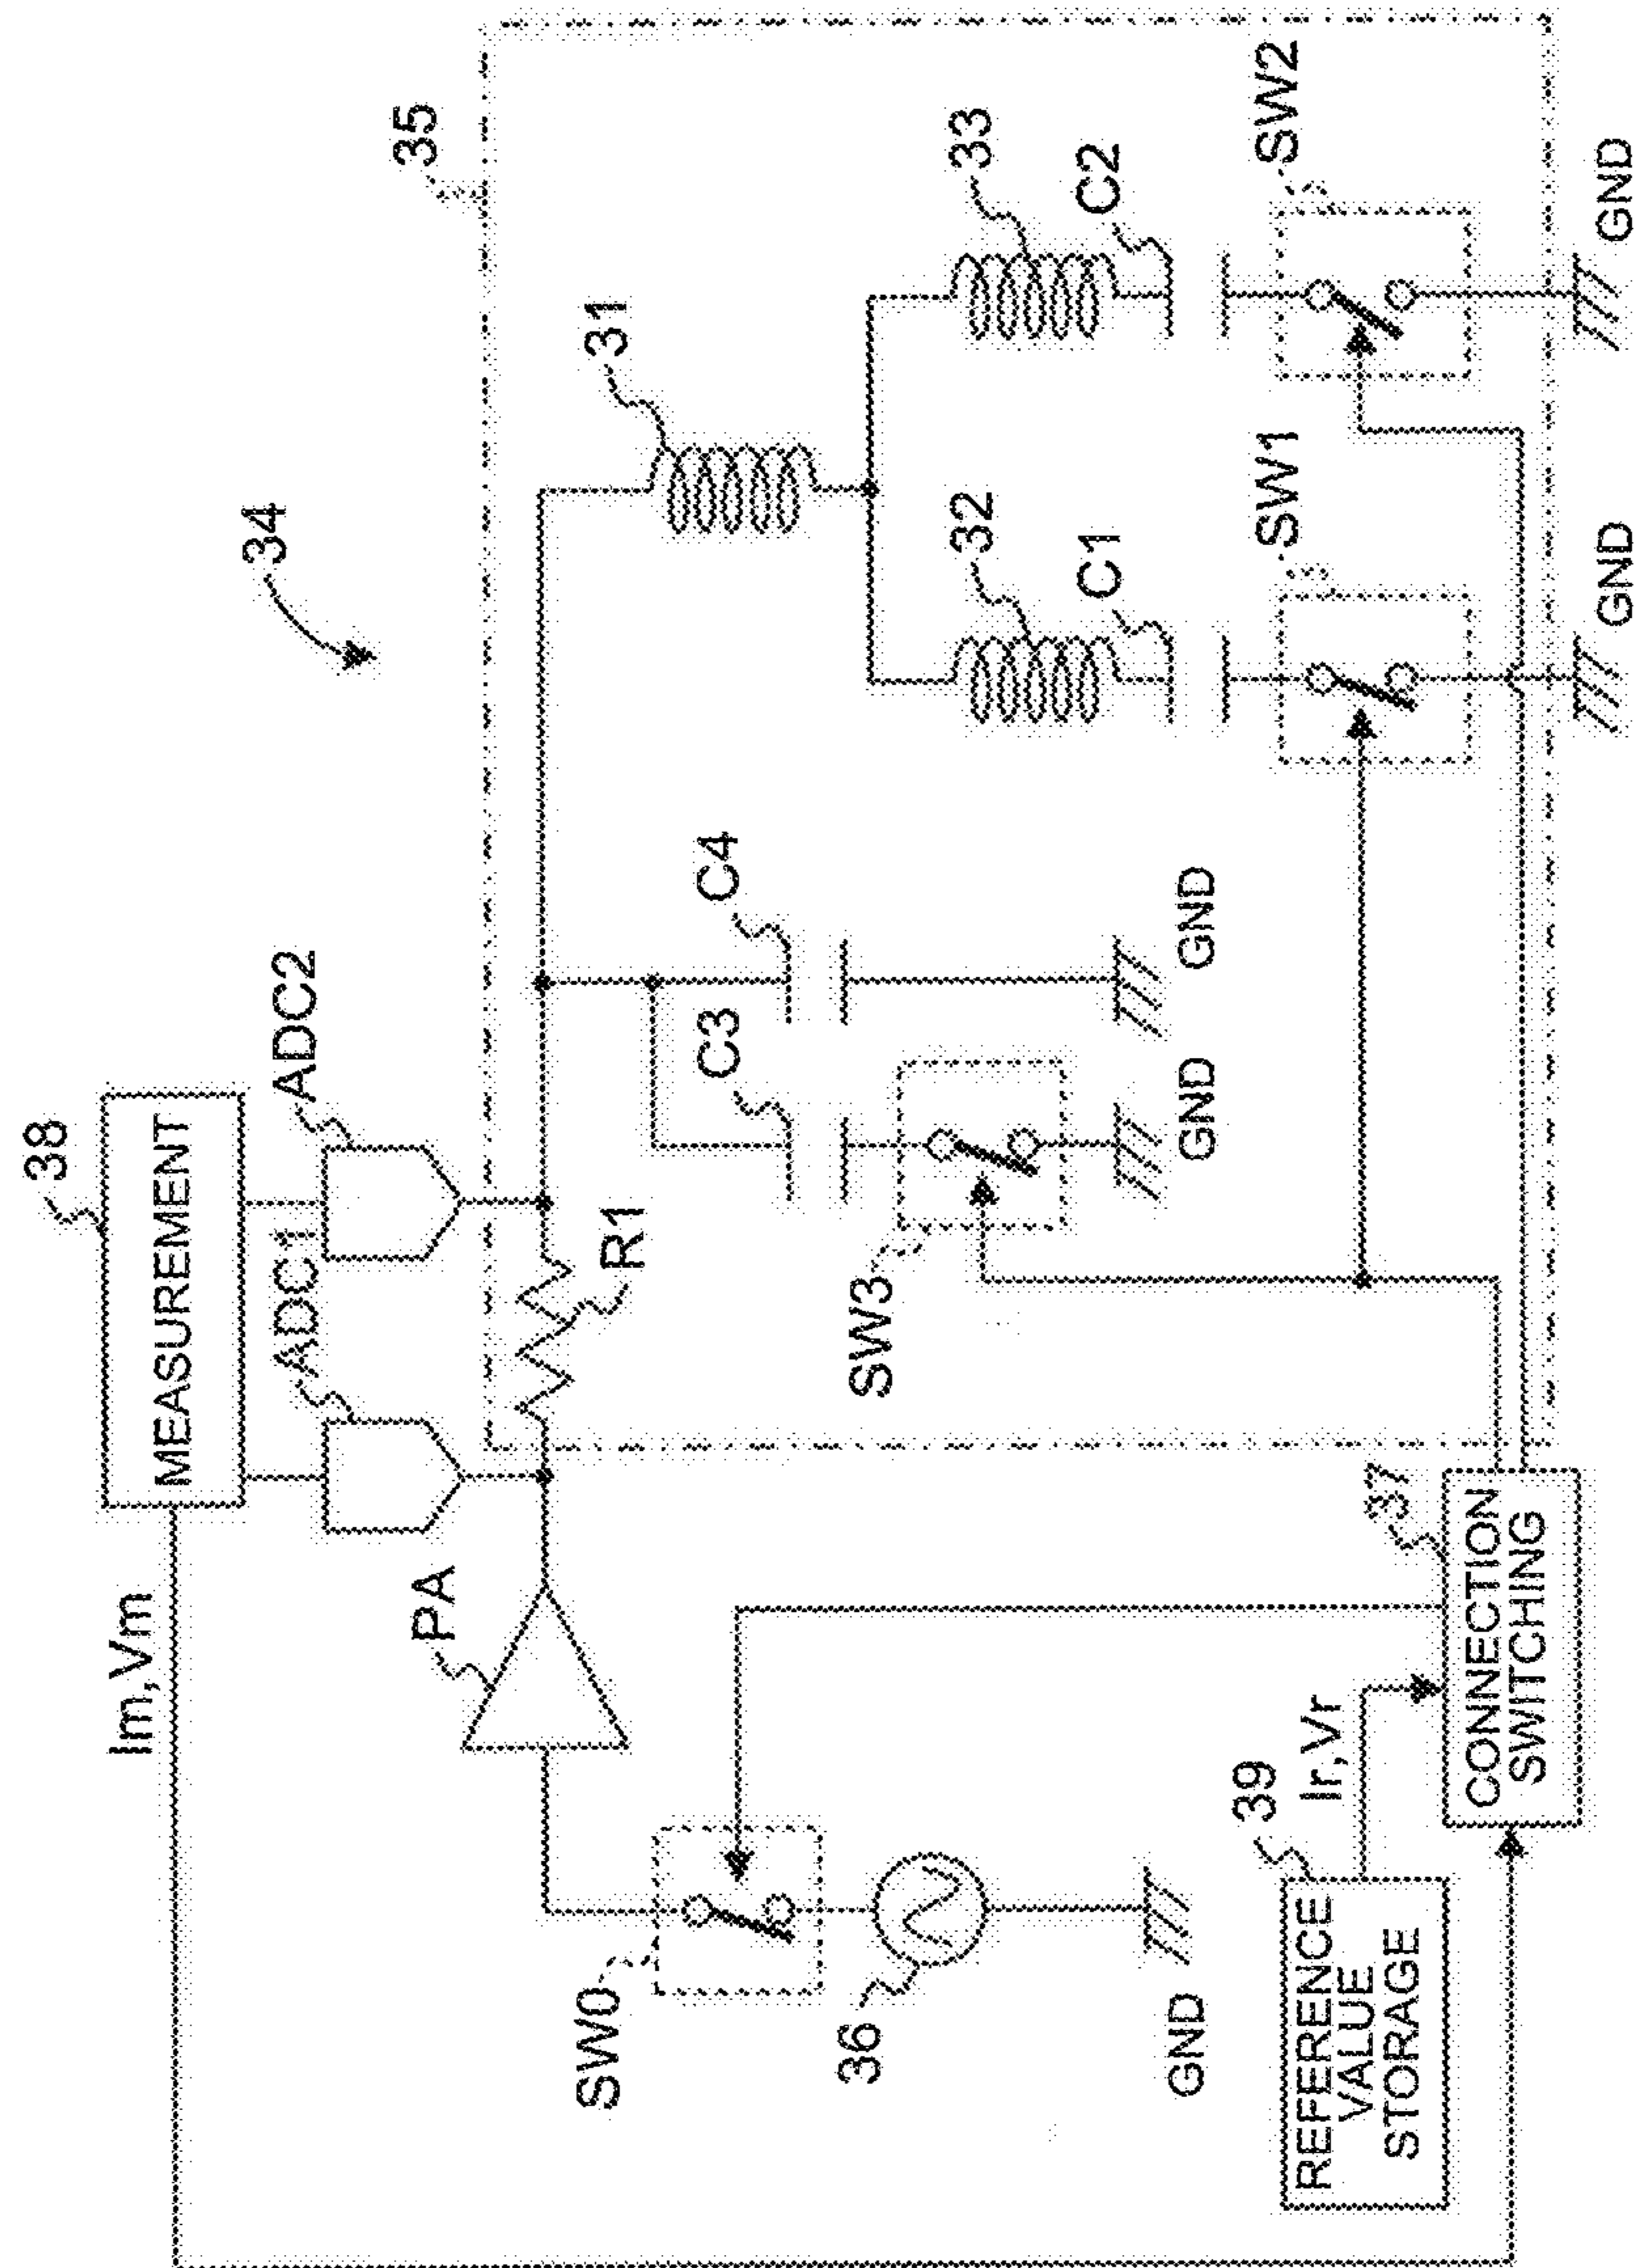 34
38
MEASUREMENT
Im,Vm
ADC1
ADC2
35
PA
R1
31
C3
C4
SW0
SW3
32
33
C1
C2
36
GND
GND
GND
39
REFERENCE
VALUE
STORAGE
Ir,Vr
37
CONNECTION
SWITCHING
SW1
SW2
GND
GND